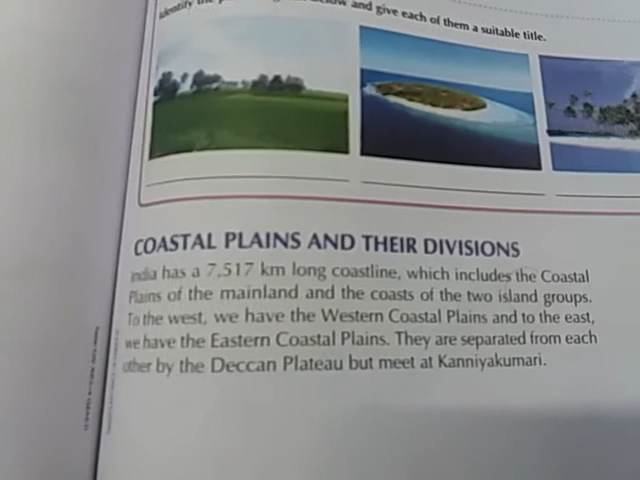 identify the and give each of them a suitable title.
COASTAL PLAINS AND THEIR DIVISIONS
India has a 7,517 km long coastline, which includes the Coastal
Plains of the mainland and the coasts of the two island groups.
To the west, we have the Western Coastal Plains and to the east,
we have the Eastern Coastal Plains. They are separated from each
other by the Deccan Plateau but meet at Kanniyakumari.